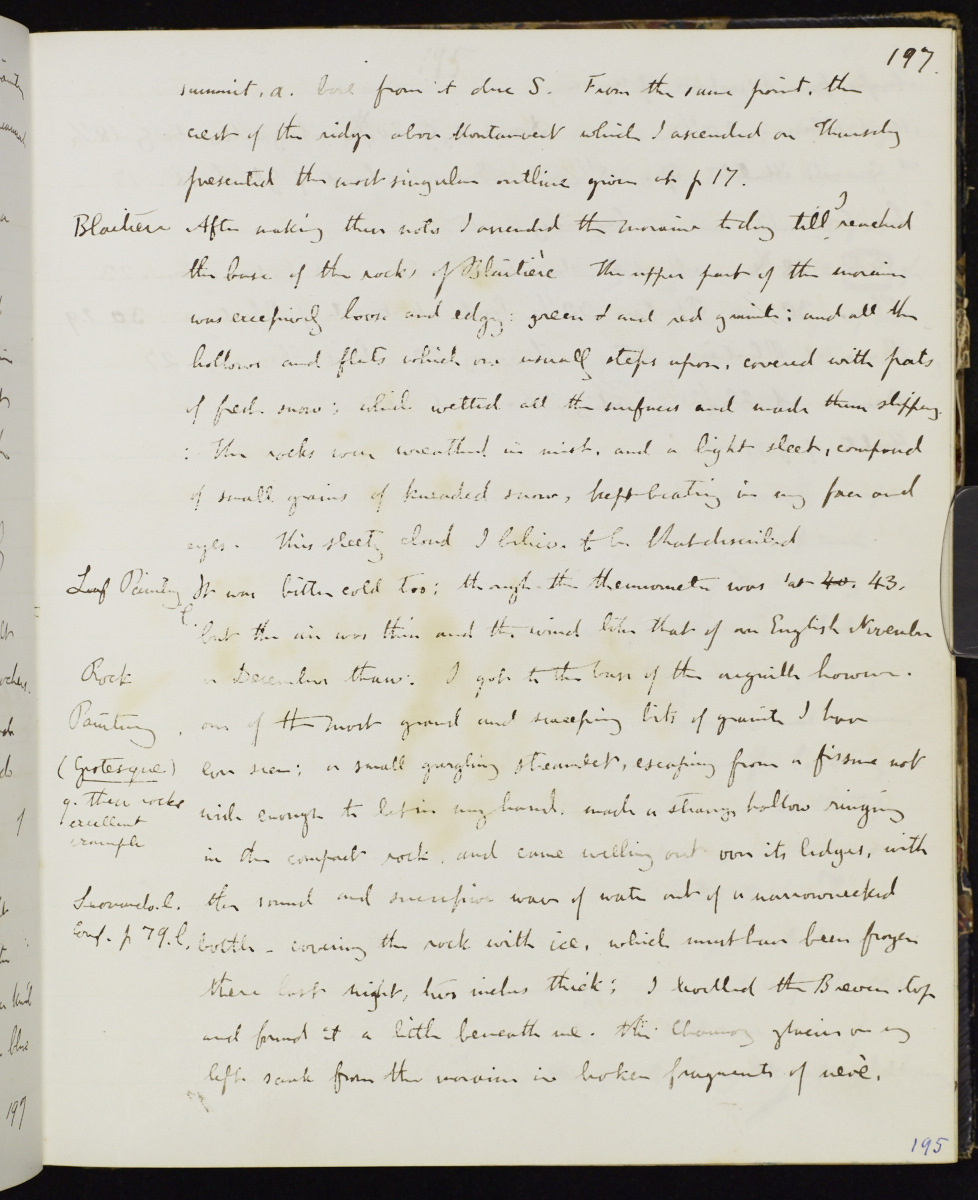 197.
summit, a. bore from it due S. From the same point, the
crest of the ridge above Montanvert which I ascended on Thursday
presented the most singular outline given at p 17.
Blaitiere After making these notes I ascended the moraine today till I reached
the base of the rocks of Blaitière The upper part of the moraine
was excessively loose and edgy: green & and red granite: and all the
hollows and flats which one usually steps upon, covered with pats
of fresh snow; which wetted all the surfaces and made them slippery
: the rocks were wreathed in mist, and a light sleet, composed
of small grains of kneaded snow, kept beating in my face and
eyes. This sleety cloud I believe to be that described
Leaf Painting It was bitter cold too; though the thermometer was at 40. 43.
but the air was thin and the wind like that of an English November
Rock or December thaw. I got to the base of the aiguille however.
Painting, one of the most grand and sweeping bits of granite I have
(Grotesque) ever seen; a small gurgling streamlet, escaping from a fissure not
q. these rocks wide enough to let in my hand, made a strange hollow ringing
excellent
example
in the compact rock, and came welling out over its ledges, with
Leonardo. l. the sound and successive wave of water out of a narrownecked
Conf. p 79. l. bottle - covering the rock with ice, which must have been frozen
there last night, two inches thick; I levelled the Breven top
and found it a little beneath me. The Chamouny glacier on my
left sank from the moraine in broken fragments of nevè.
195